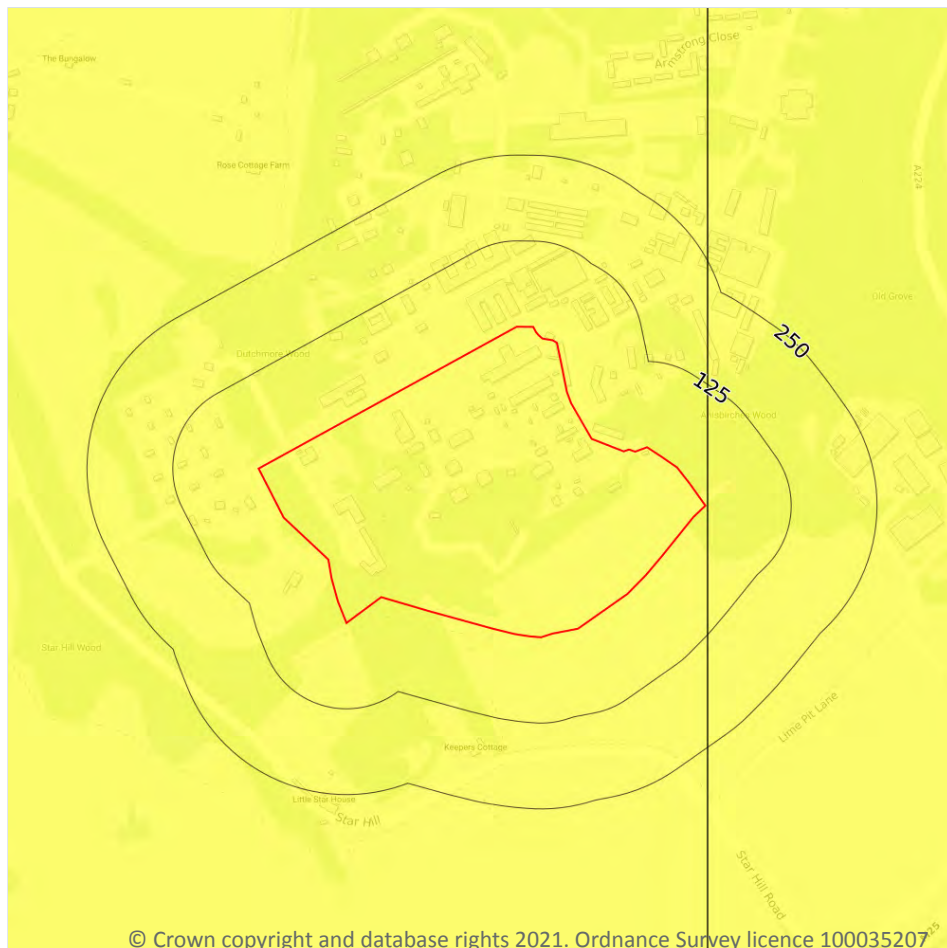 The Bungalow
Armstrong Close
Rose Cottage Farm
A224
Old Grove
250
Dutchmore Wood
125
Star Hill Wood
Lime Pit Lane
Keepers Cottage
Little Star House
Star Hill
Star Hill Road
© Crown copyright and database rights 2021. Ordnance Survey licence 100035207